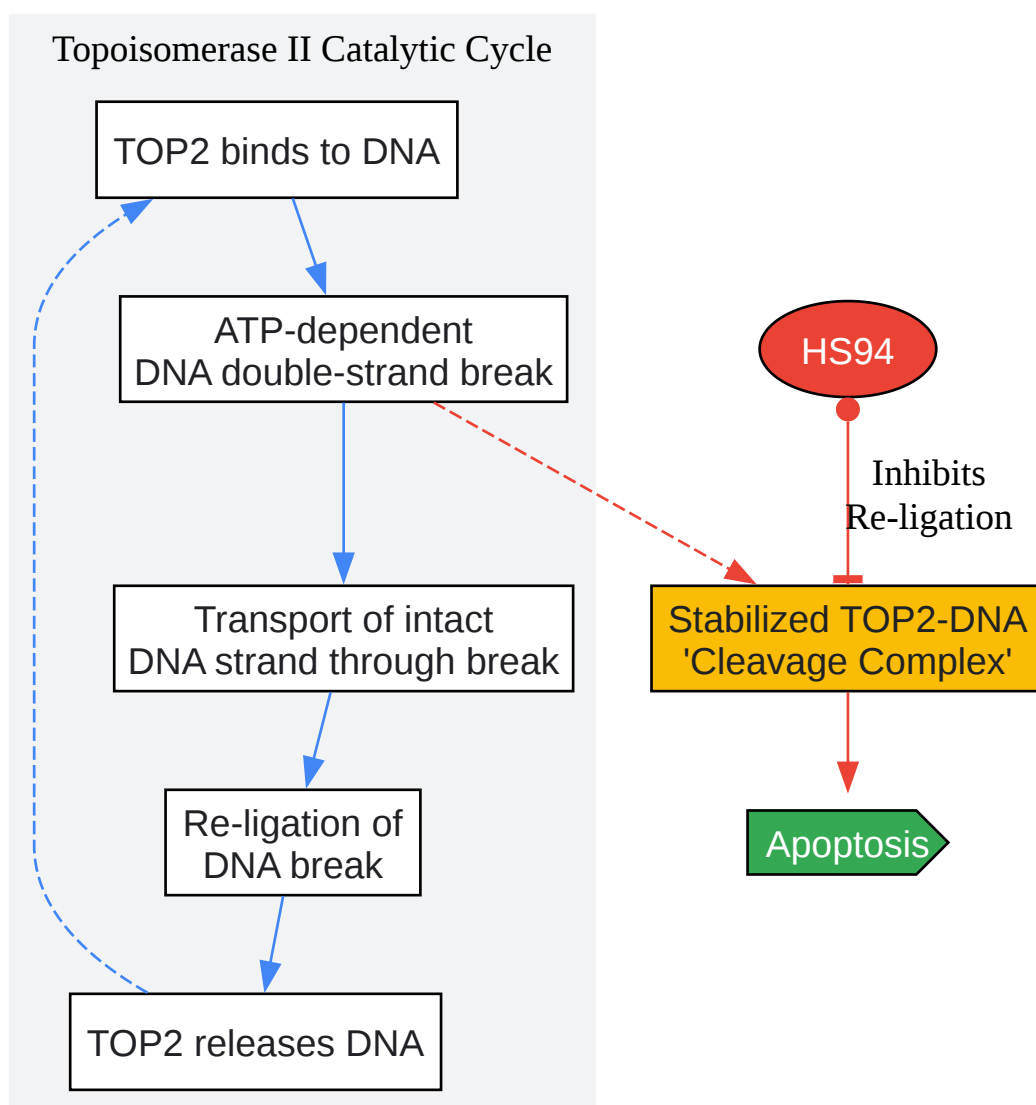 Topoisomerase II Catalytic Cycle
TOP2 binds to DNA
ATP-dependent
DNA double-strand break
HS94
Inhibits
Re-ligation
Transport of intact
DNA strand through break
Stabilized TOP2-DNA
'Cleavage Complex'
Re-ligation of
DNA break
Apoptosis
TOP2 releases DNA